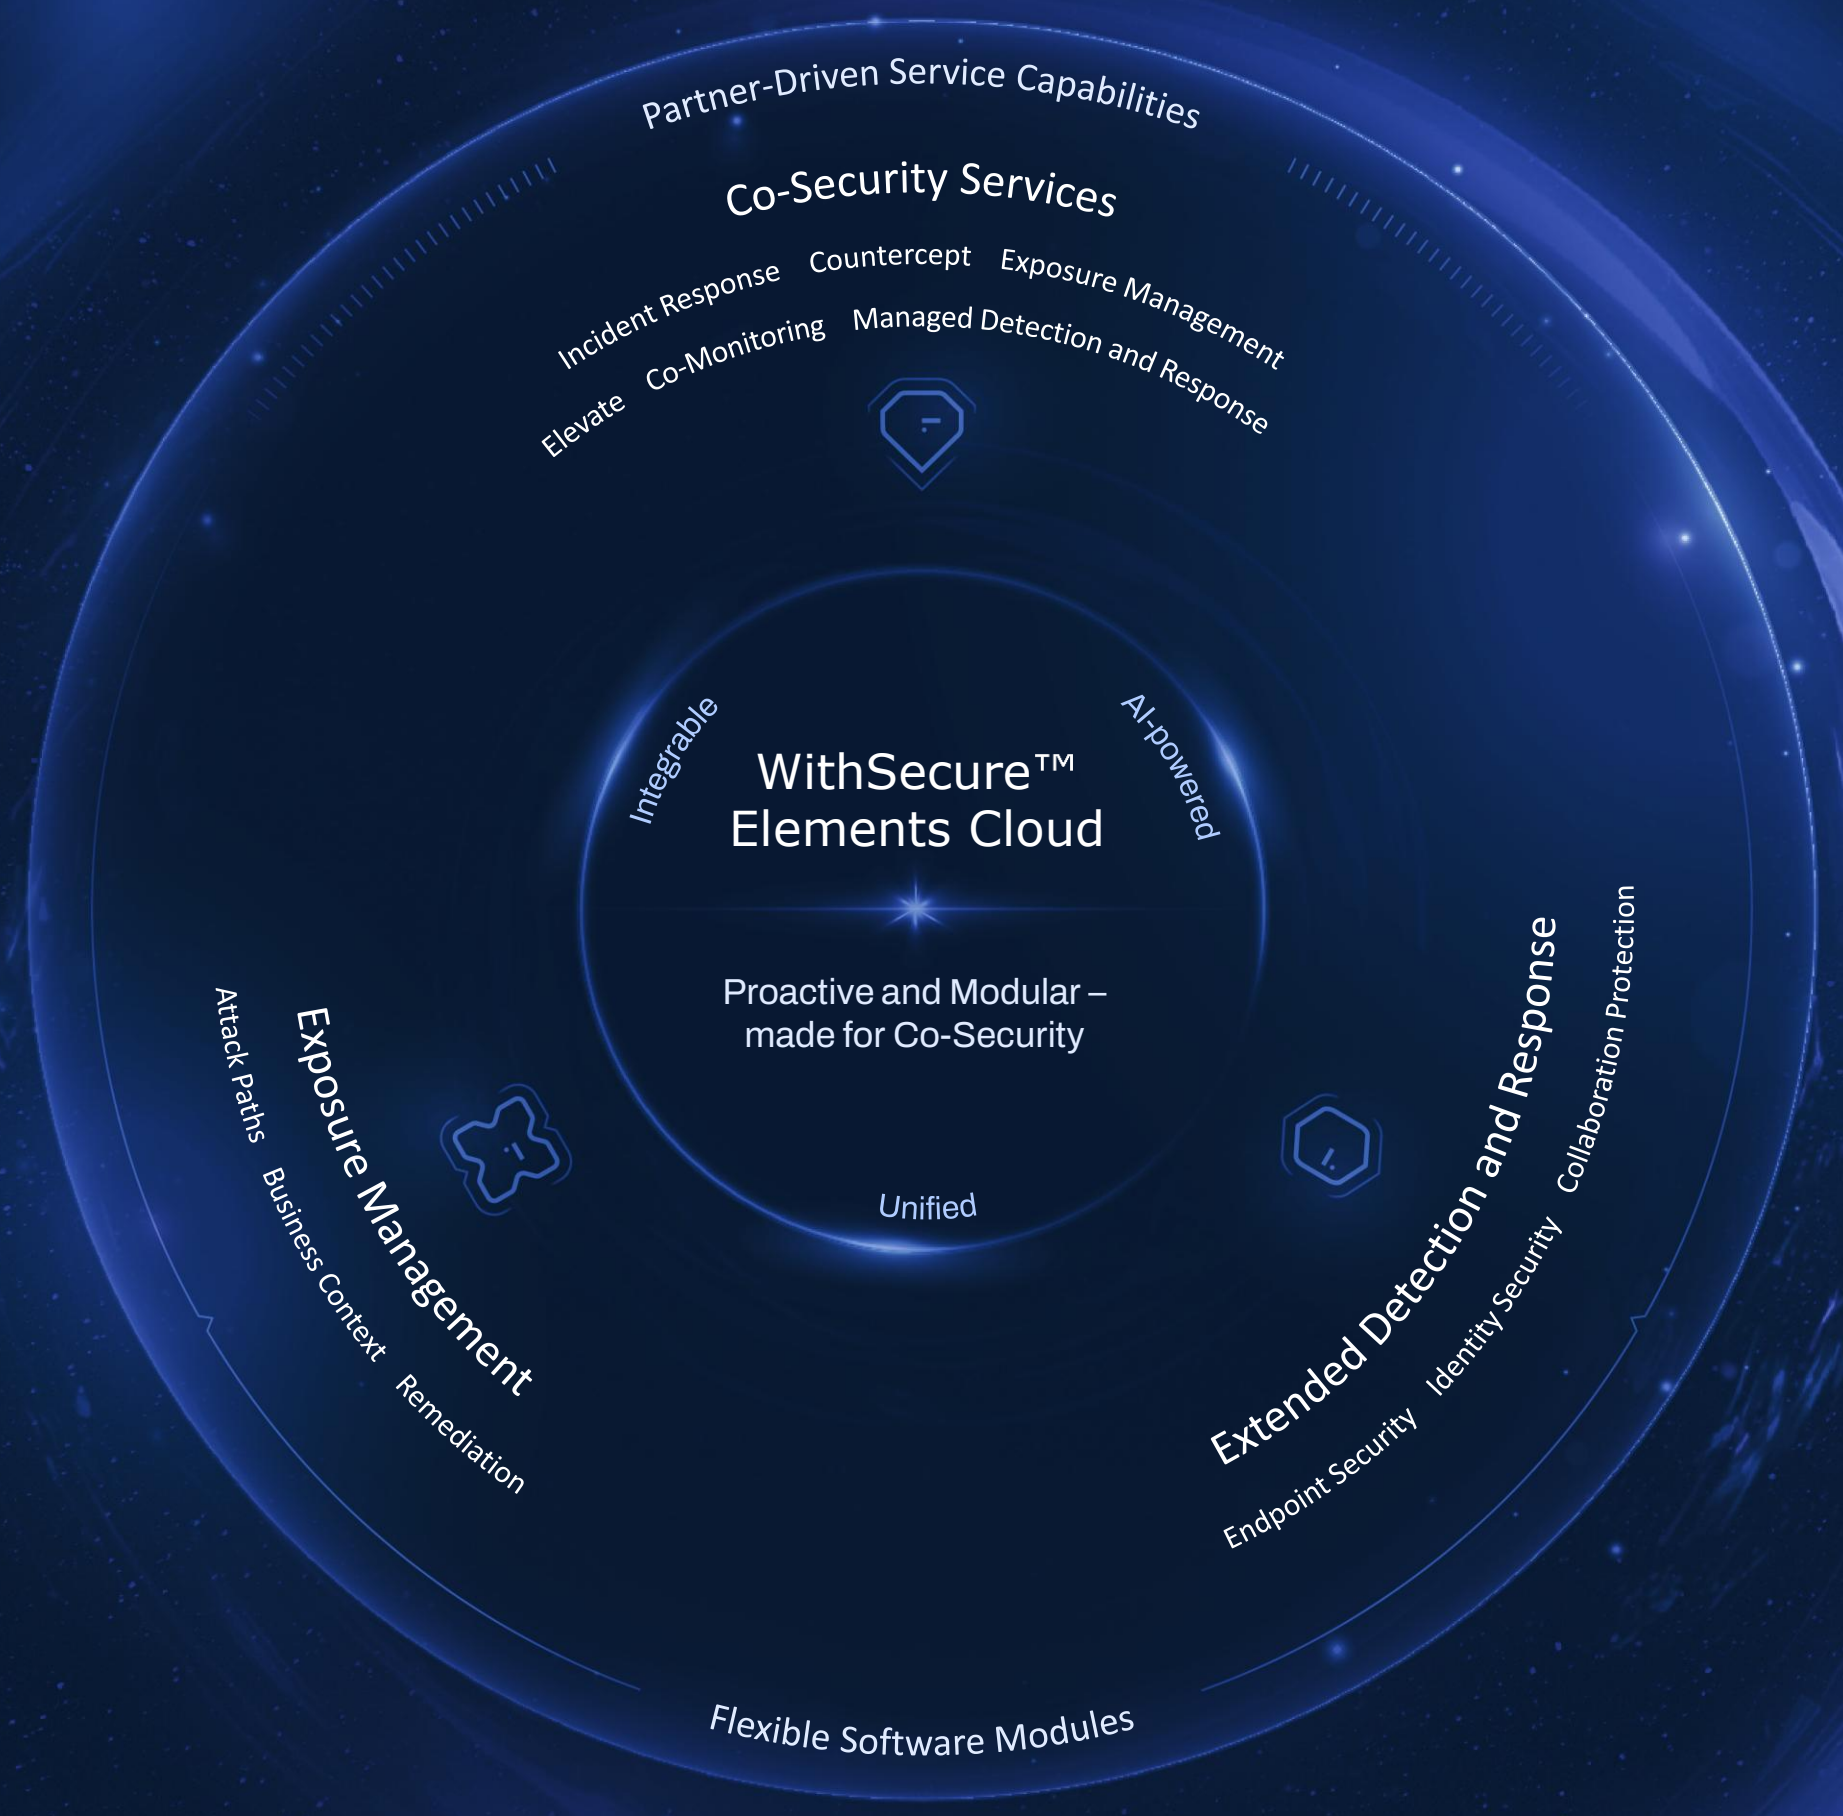 Partner-Driven Service Capabilities
Co-Security Services
Incident Response Countercept Exposure Management
Elevate Co-Monitoring Managed Detection and Response
Integrable
AI-powered
WithSecure™
Elements Cloud
Proactive and Modular –
made for Co-Security
Unified
Exposure Management
Attack Paths Business Context Remediation
Extended Detection and Response
Endpoint Security Identity Security Collaboration Protection
Flexible Software Modules